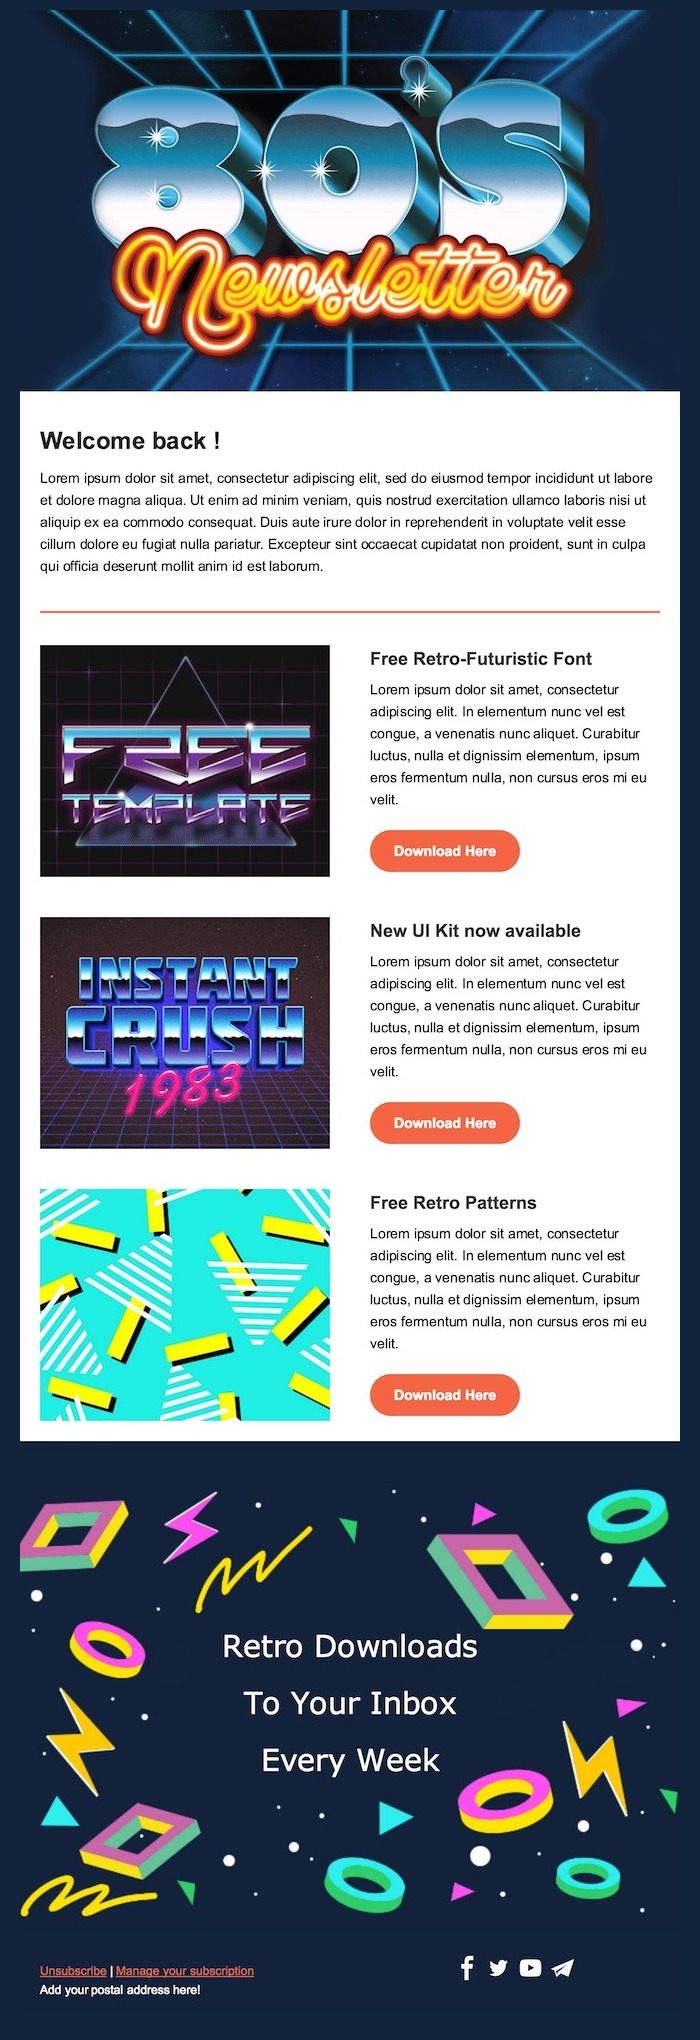 80's
Newsletter
Welcome back !
Lorem ipsum dolor sit amet, consectetur adipiscing elit, sed do eiusmod tempor incididunt ut labore
et dolore magna aliqua. Ut enim ad minim veniam, quis nostrud exercitation ullamco laboris nisi ut
aliquip ex ea commodo consequat. Duis aute irure dolor in reprehenderit in voluptate velit esse
cillum dolore eu fugiat nulla pariatur. Excepteur sint occaecat cupidatat non proident, sunt in culpa
qui officia deserunt mollit anim id est laborum.
FREE
TEMPLATE
Free Retro-Futuristic Font
Lorem ipsum dolor sit amet, consectetur
adipiscing elit. In elementum nunc vel est
congue, a venenatis nunc aliquet. Curabitur
luctus, nulla et dignissim elementum, ipsum
eros fermentum nulla, non cursus eros mi eu
velit.
Download Here
INSTANT
CRUSH
1983
New UI Kit now available
Lorem ipsum dolor sit amet, consectetur
adipiscing elit. In elementum nunc vel est
congue, a venenatis nunc aliquet. Curabitur
luctus, nulla et dignissim elementum, ipsum
eros fermentum nulla, non cursus eros mi eu
velit.
Download Here
Free Retro Patterns
Lorem ipsum dolor sit amet, consectetur
adipiscing elit. In elementum nunc vel est
congue, a venenatis nunc aliquet. Curabitur
luctus, nulla et dignissim elementum, ipsum
eros fermentum nulla, non cursus eros mi eu
velit.
Download Here
Retro Downloads
To Your Inbox
Every Week
Unsubscribe | Manage your subscription
Add your postal address here!